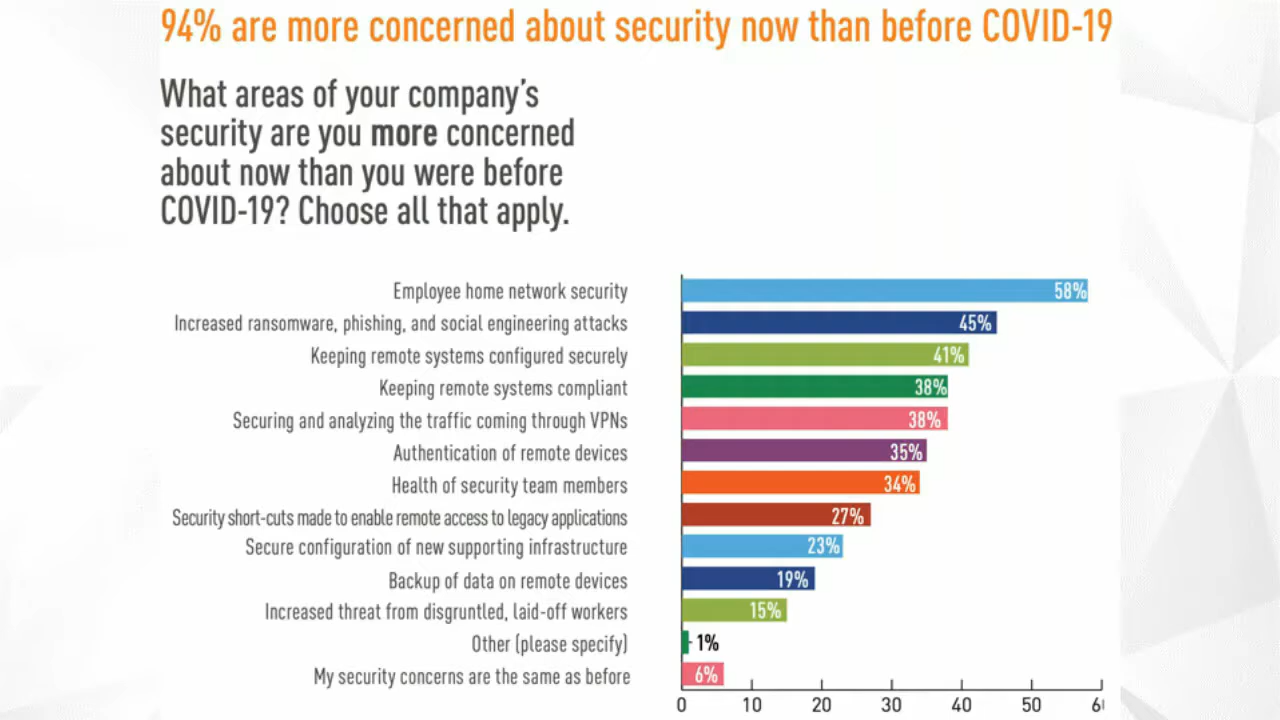 94% are more concerned about security now than before COVID-19
What areas of your company's
security are you more concerned
about now than you were before
COVID-19? Choose all that apply.
Employee home network security 58%
Increased ransomware, phishing, and social engineering attacks 45%
Keeping remote systems configured securely 41%
Keeping remote systems compliant 38%
Securing and analyzing the traffic coming through VPNs 38%
Authentication of remote devices 35%
Health of security team members 34%
Security short-cuts made to enable remote access to legacy applications 27%
Secure configuration of new supporting infrastructure 23%
Backup of data on remote devices 19%
Increased threat from disgruntled, laid-off workers 15%
Other (please specify) 1%
My security concerns are the same as before 6%
0 10 20 30 40 50